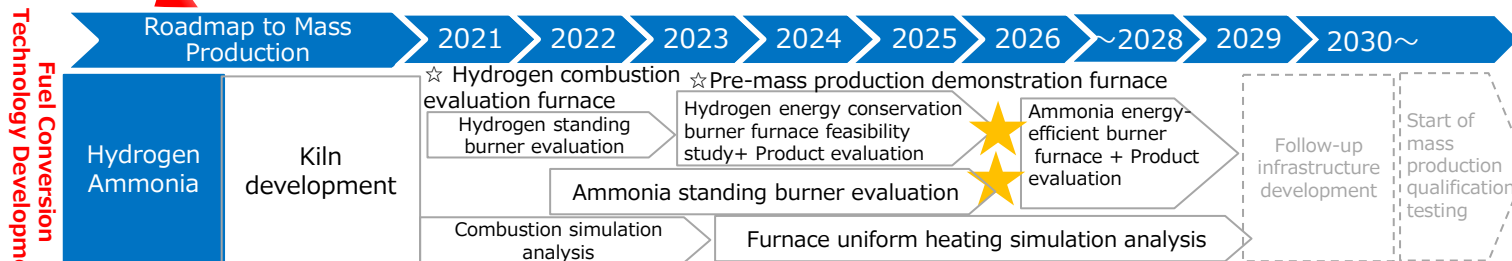 Fuel Conversion
Technology Developme
Roadmap to Mass
Production
2021
2022
2023
2024
2025
2026
~2028
2029
2030~
Hydrogen
Ammonia
Kiln
development
☆ Hydrogen combustion
evaluation furnace
☆Pre-mass production demonstration furnace
Hydrogen standing
burner evaluation
Hydrogen energy conservation
burner furnace feasibility
study+ Product evaluation
Ammonia energy-
efficient burner
furnace + Product
evaluation
Ammonia standing burner evaluation
Combustion simulation
analysis
Furnace uniform heating simulation analysis
Follow-up
infrastructure
development
Start of
mass
production
qualification
testing